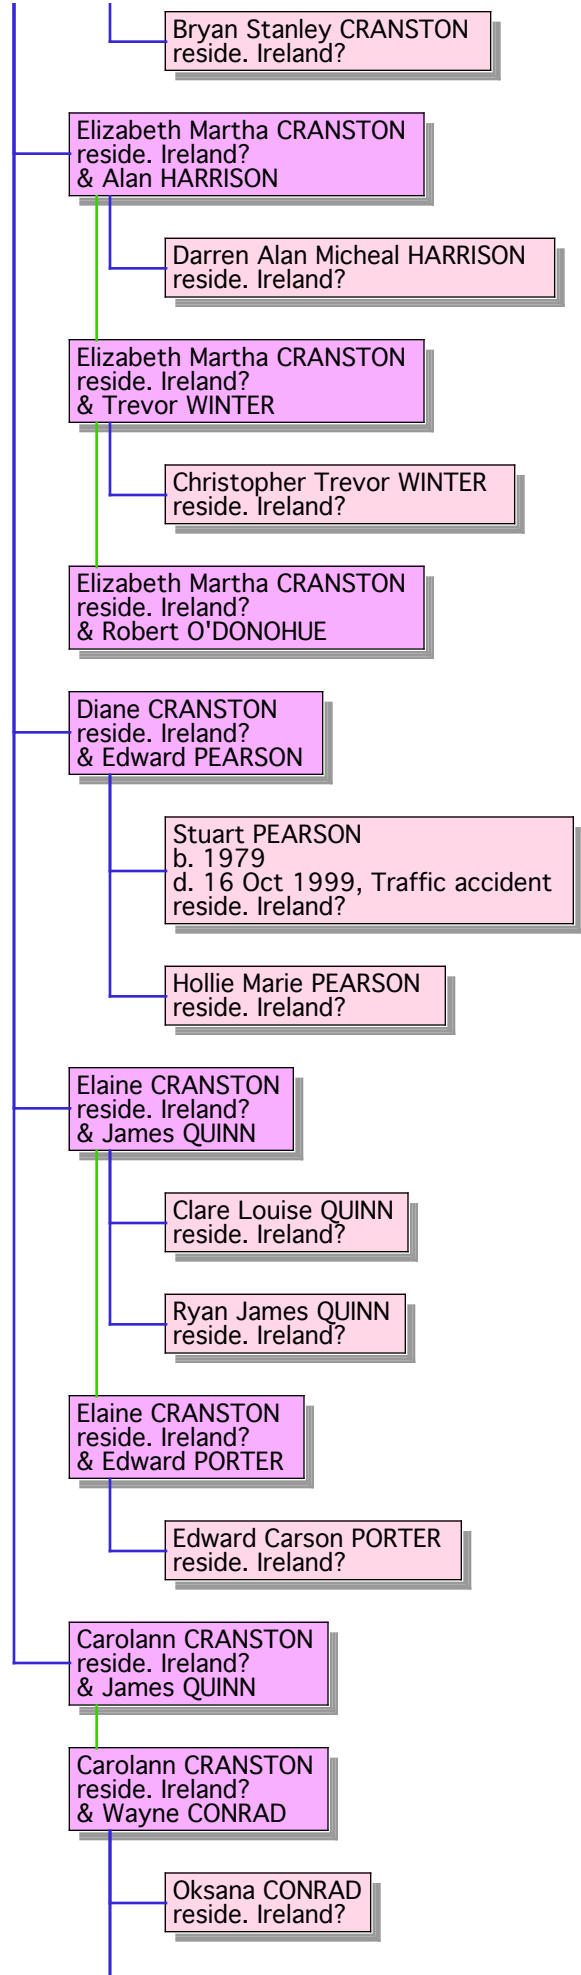 Bryan Stanley CRANSTON
reside. Ireland?
Elizabeth Martha CRANSTON
reside. Ireland?
& Alan HARRISON
Darren Alan Micheal HARRISON
reside. Ireland?
Elizabeth Martha CRANSTON
reside. Ireland?
& Trevor WINTER
Christopher Trevor WINTER
reside. Ireland?
Elizabeth Martha CRANSTON
reside. Ireland?
& Robert O'DONOHUE
Diane CRANSTON
reside. Ireland?
& Edward PEARSON
Stuart PEARSON
b. 1979
d. 16 Oct 1999, Traffic accident
reside. Ireland?
Hollie Marie PEARSON
reside. Ireland?
Elaine CRANSTON
reside. Ireland?
& James QUINN
Clare Louise QUINN
reside. Ireland?
Ryan James QUINN
reside. Ireland?
Elaine CRANSTON
reside. Ireland?
& Edward PORTER
Edward Carson PORTER
reside. Ireland?
Carolann CRANSTON
reside. Ireland?
& James QUINN
Carolann CRANSTON
reside. Ireland?
& Wayne CONRAD
Oksana CONRAD
reside. Ireland?